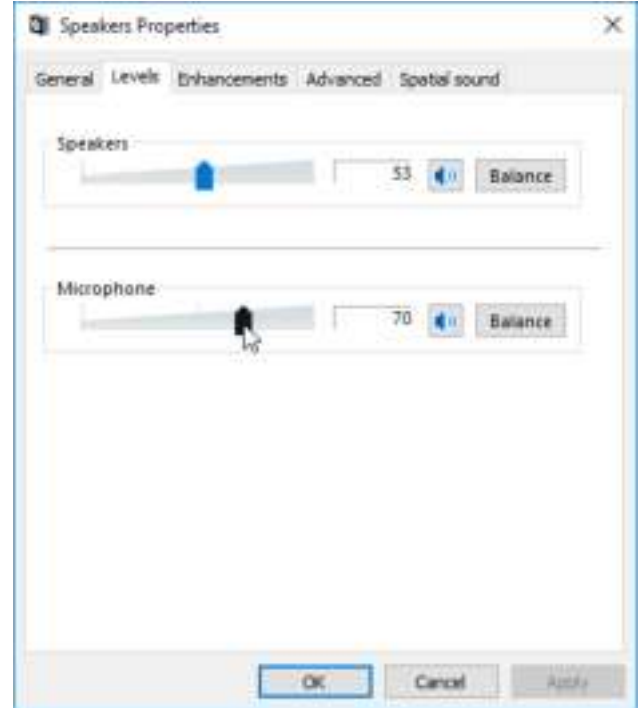 Speakers Properties
General Levels Enhancements Advanced Spatial sound
Speakers
53 Balance
Microphone
70 Balance
OK Cancel Apply